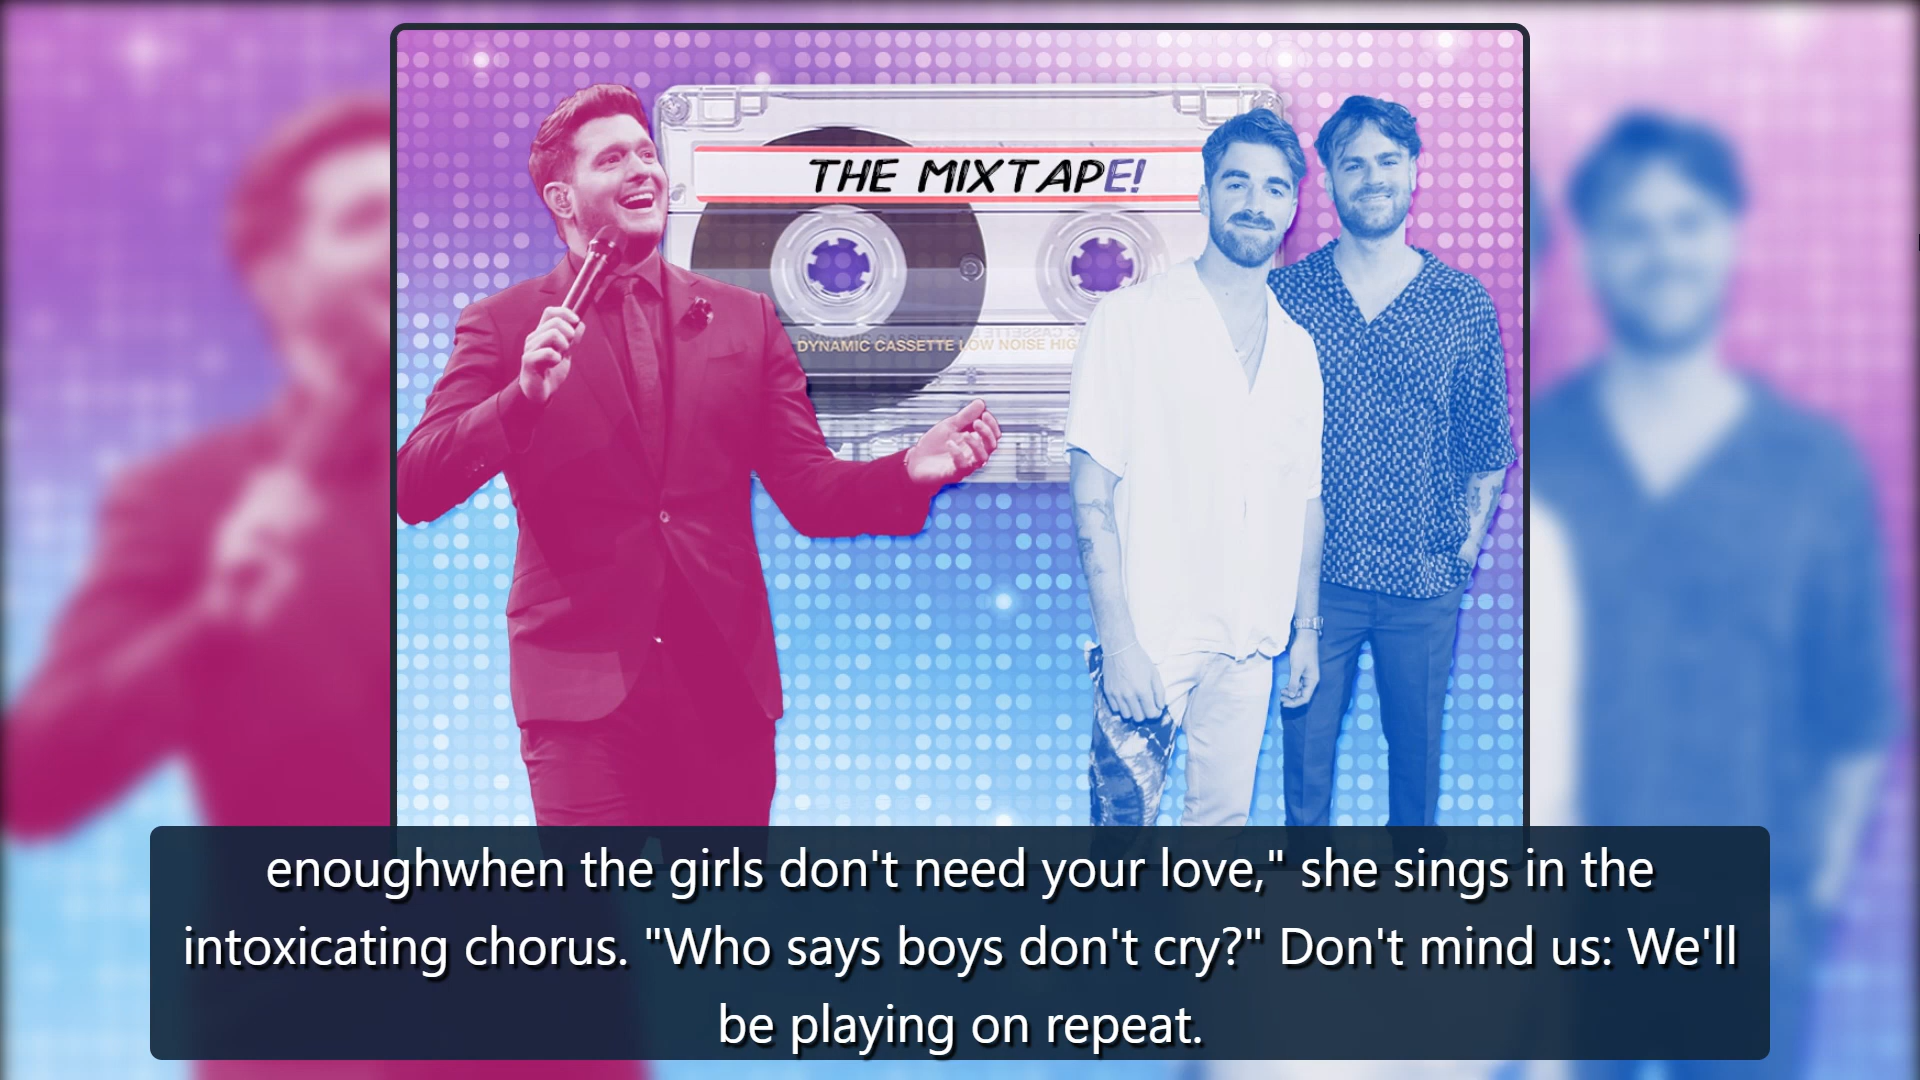 THE MIXTAPE!
DYNAMIC CASSETTE LOW NOISE HIG
enoughwhen the girls don't need your love," she sings in the
intoxicating chorus. "Who says boys don't cry?" Don't mind us: We'll
be playing on repeat.